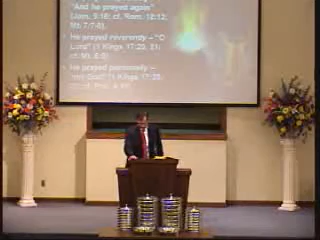 "And he prayed again"
(Jam. 5:18; cf. Rom. 12:12;
Mt. 7:7-8).
• He prayed reverently – "O
Lord" (1 Kings 17:20, 21;
cf. Mt. 6:9)
• He prayed personally –
"my God" (1 Kings 17:20,